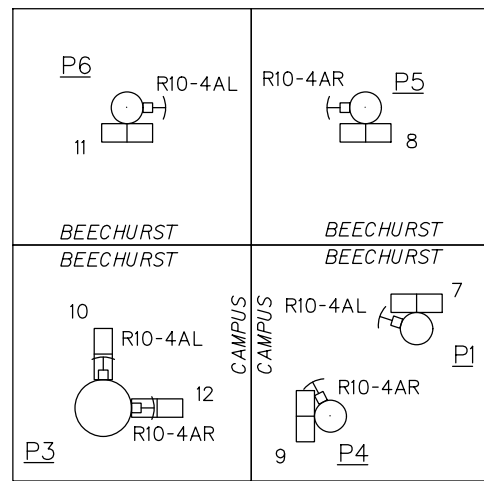 P6
R10-4AL
11
BEECHURST
R10-4AR
P5
8
BEECHURST
BEECHURST
10
R10-4AL
12
R10-4AR
P3
CAMPUS
BEECHURST
CAMPUS
7
R10-4AL
P1
R10-4AR
9
P4